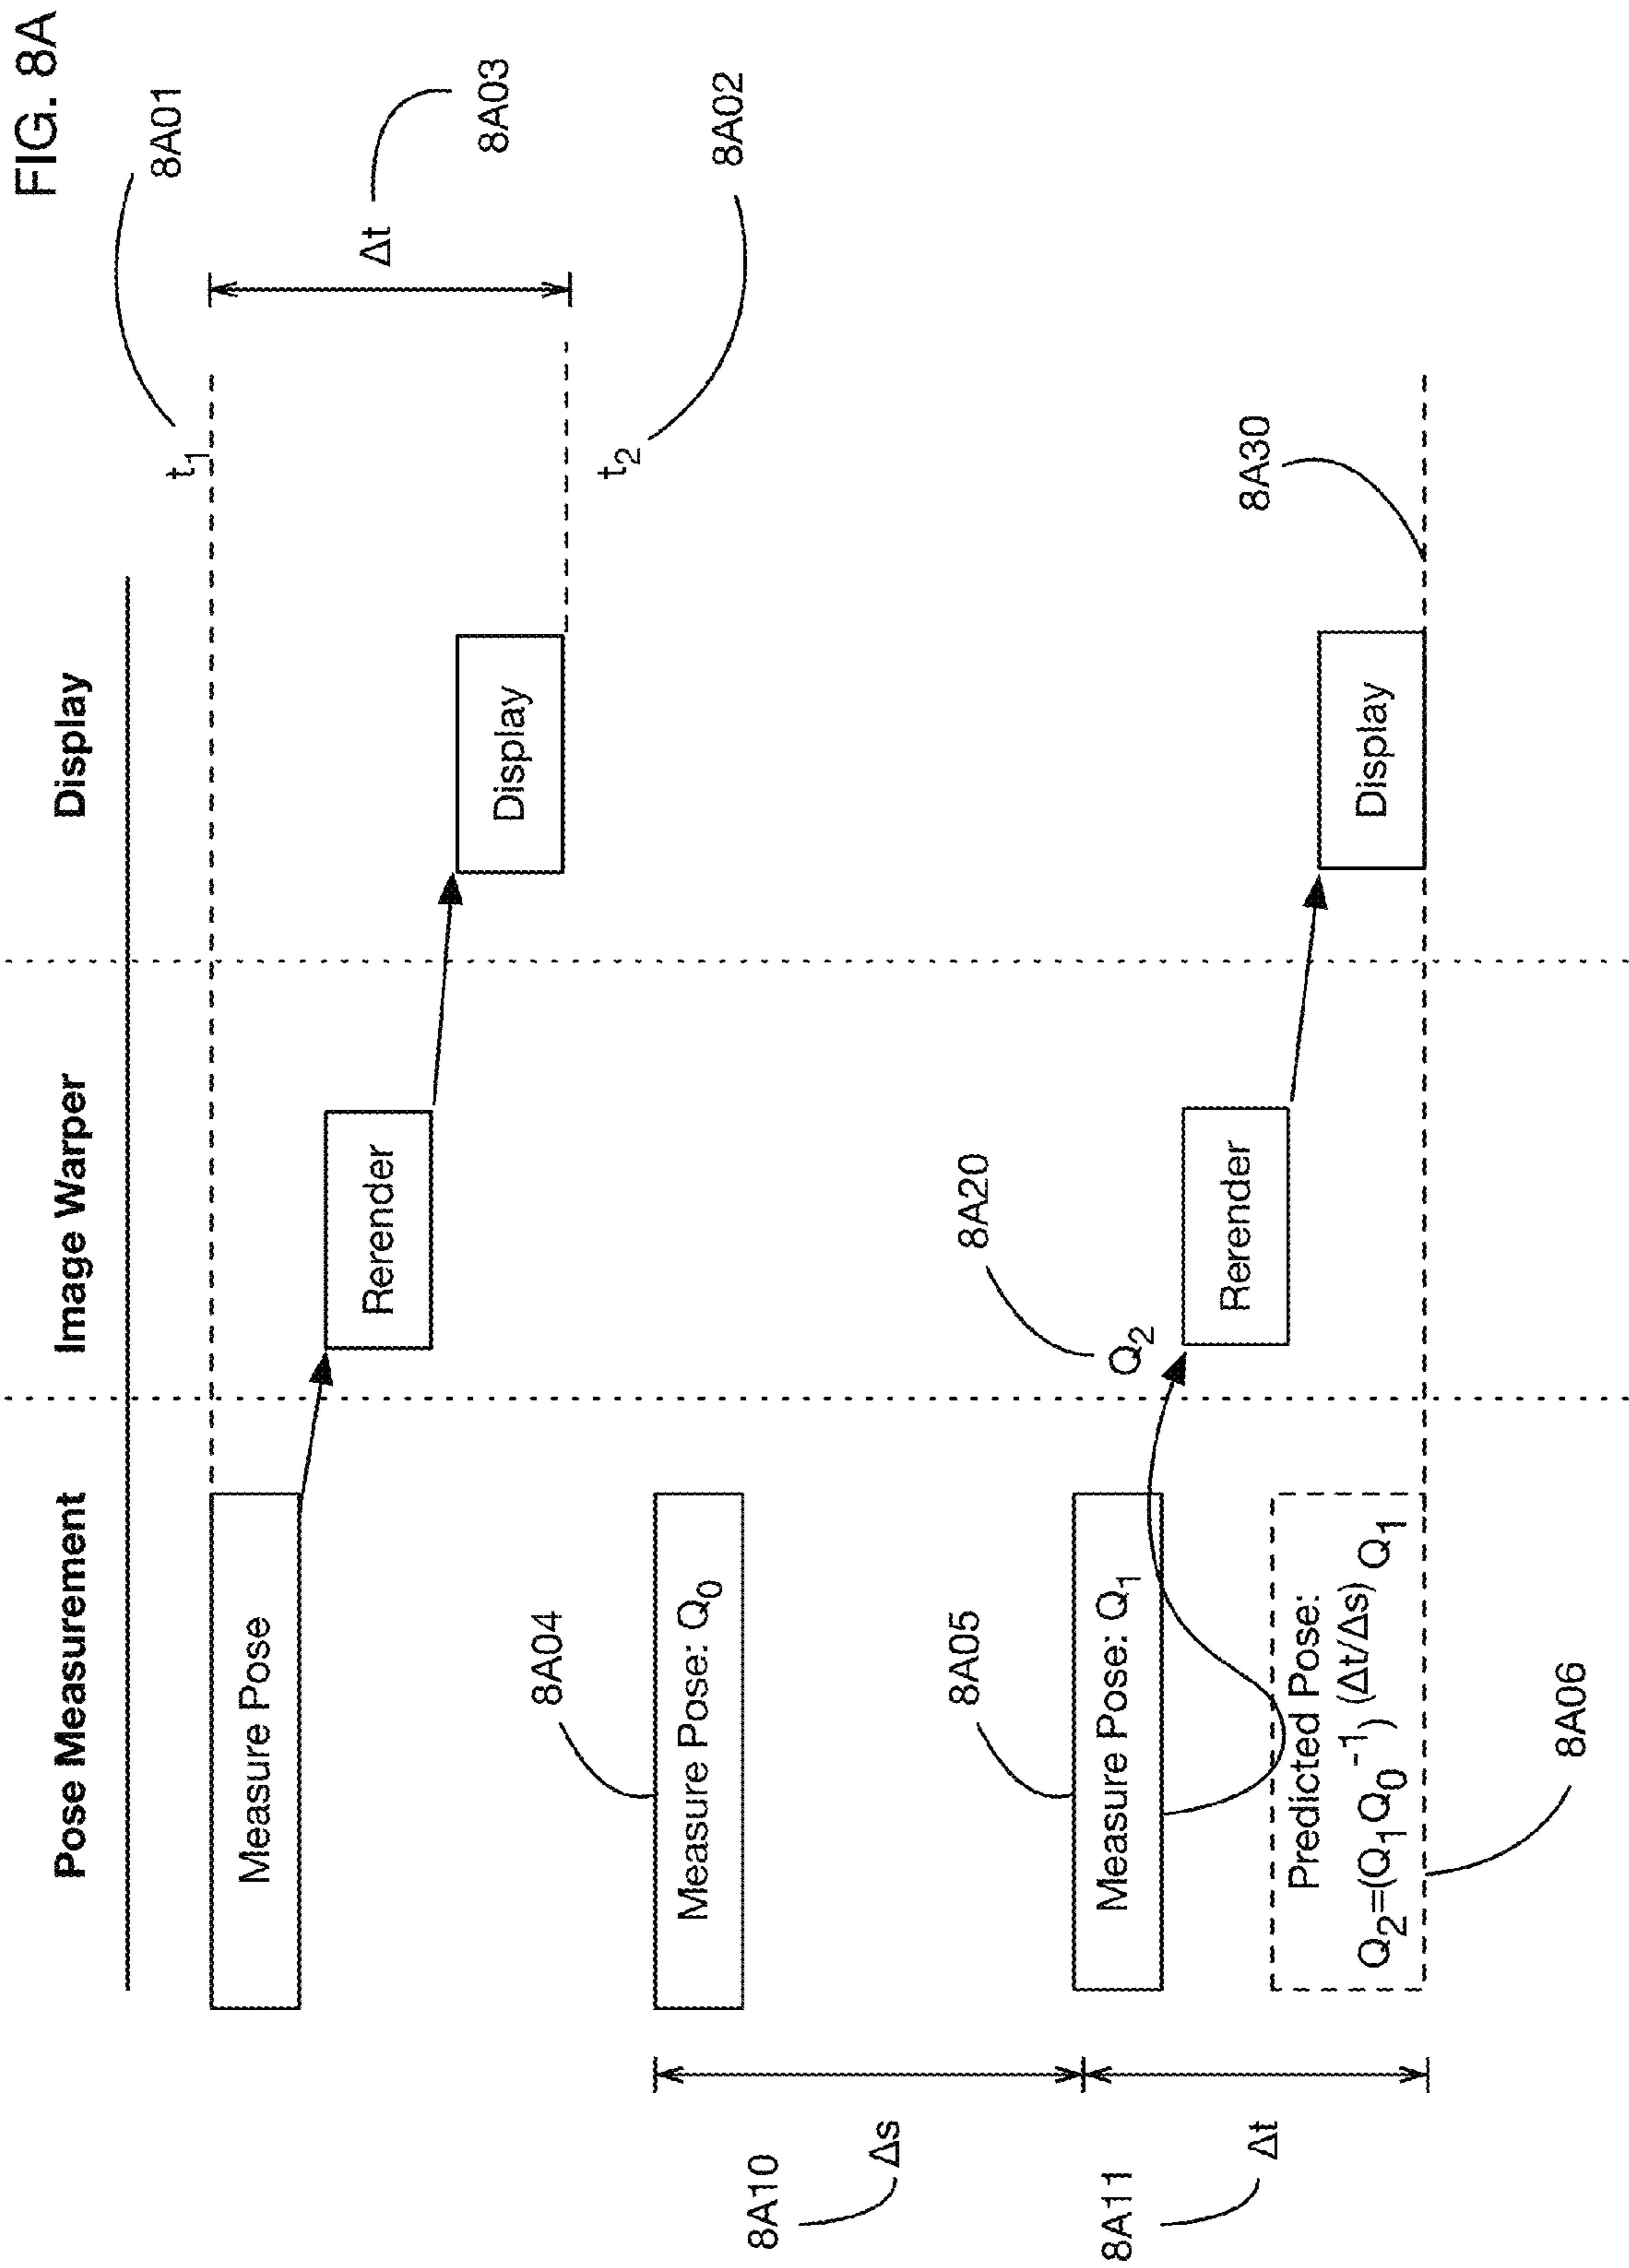 FIG. 8A
Pose Measurement
Image Warper
Display
t1
8A01
Measure Pose
Rerender
Display
Δt
8A03
t2
8A02
8A04
Measure Pose: Q0
8A10
Δs
8A05
Measure Pose: Q1
8A20
Q2
Rerender
Display
8A30
8A11
Δt
Predicted Pose:
Q2=(Q1Q0⁻¹) (Δt/Δs) Q1
8A06